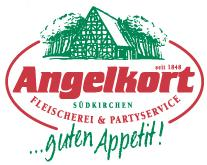 seit 1848
Angelkort
SÜDKIRCHEN
FLEISCHEREI & PARTYSERVICE
...guten Appetit!